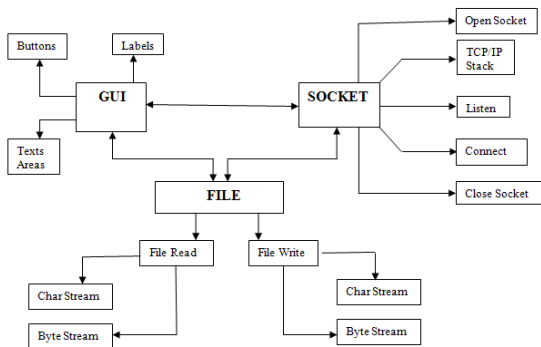 Buttons
Labels
Open Socket
TCP/IP
Stack
GUI
SOCKET
Listen
Texts
Areas
Connect
FILE
Close Socket
File Read
File Write
Char Stream
Char Stream
Byte Stream
Byte Stream